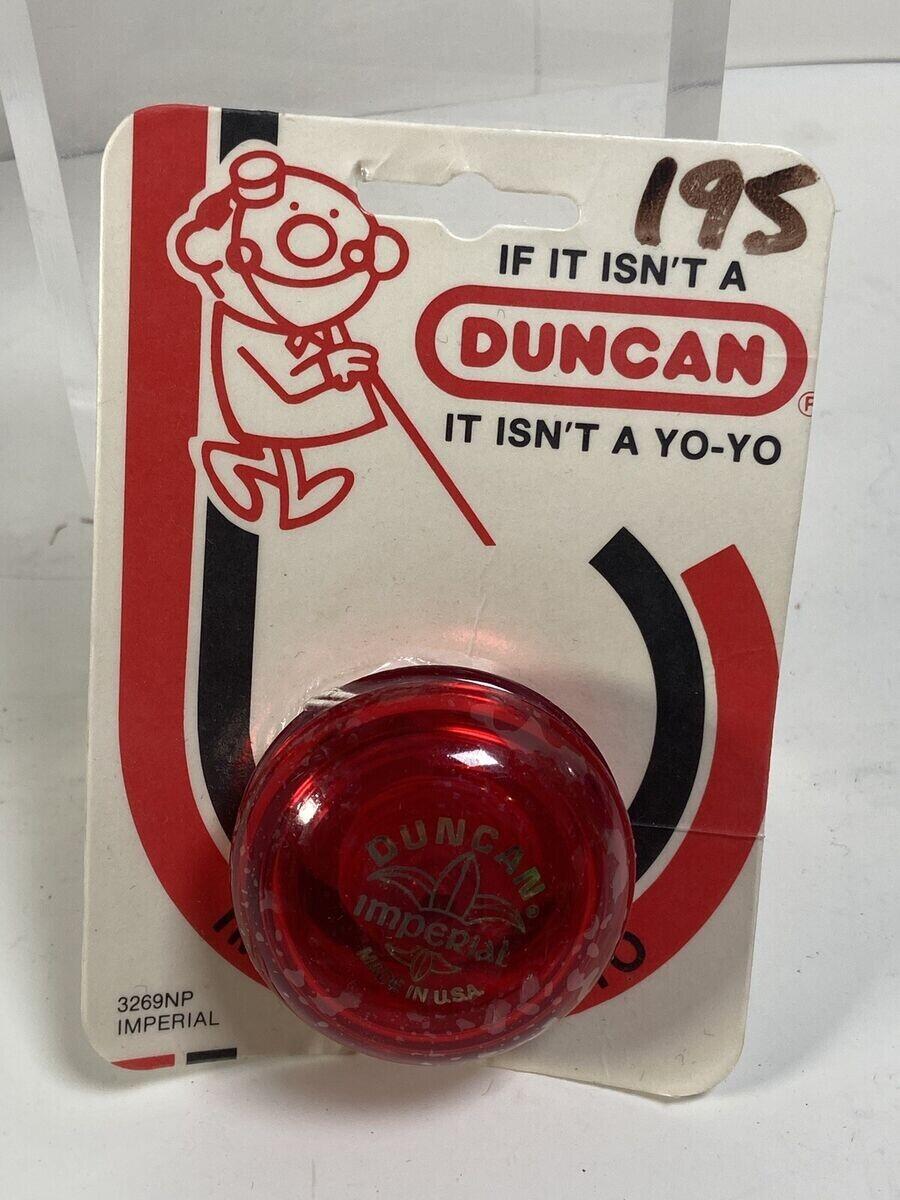 195
IF IT ISN'T A
DUNCAN
®
IT ISN'T A YO-YO
DUNCAN®
Imperial
MADE IN U.S.A.
3269NP
IMPERIAL